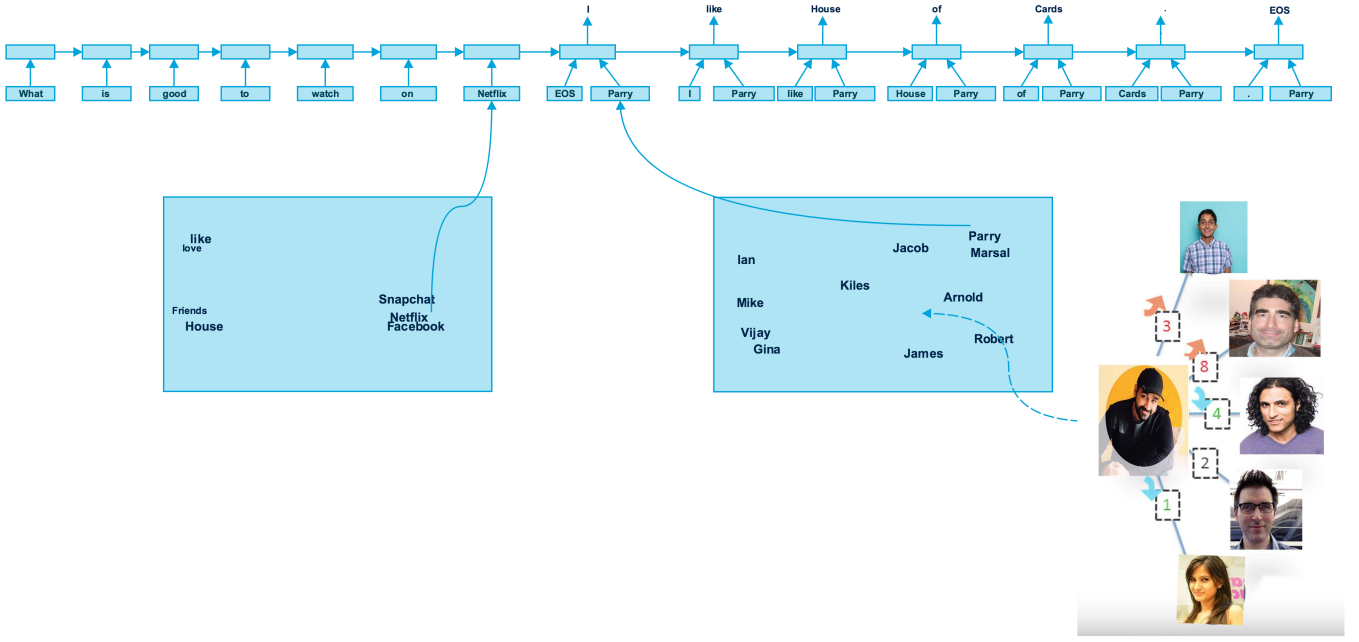 I like House of Cards . EOS
What is good to watch on Netflix EOS Parry I Parry like Parry House Parry of Parry Cards Parry . Parry
like
love
Friends
House
Snapchat
Netflix
Facebook
Parry
Marsal
Jacob
Ian
Kiles
Mike
Arnold
Vijay
Gina
Robert
James
3
8
4
2
1